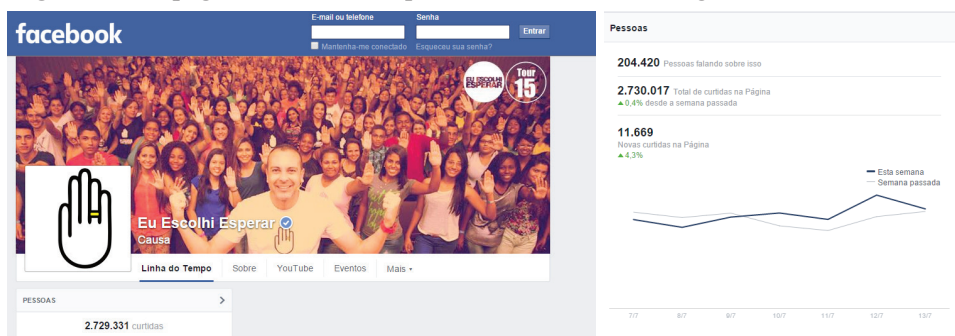 facebook
E-mail ou telefone
Senha
Entrar
Mantenha-me conectado
Esqueceu sua senha?
EU ESCOLHI
ESPERAR
Tour
15
Eu Escolhi Esperar
Causa
Linha do Tempo
Sobre
YouTube
Eventos
Mais
PESSOAS
2.729.331 curtidas
Pessoas
204.420 Pessoas falando sobre isso
2.730.017 Total de curtidas na Página
0,4% desde a semana passada
11.669
Novas curtidas na Página
4,3%
Esta semana
Semana passada
7/7 8/7 9/7 10/7 11/7 12/7 13/7